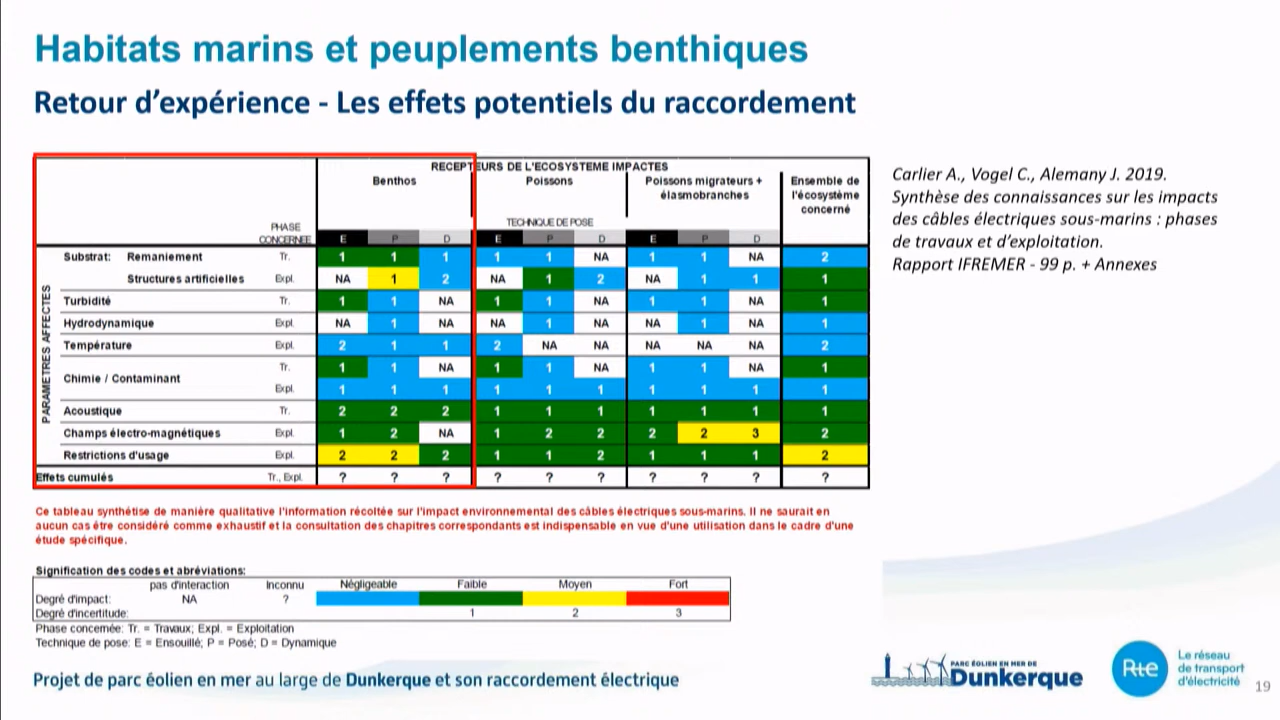 Habitats marins et peuplements benthiques
Retour d’expérience - Les effets potentiels du raccordement
RECEPTEURS DE L'ECOSYSTEME IMPACTES
Benthos Poissons Poissons migrateurs + élasmobranches Ensemble de l'écosystème concerné
TECHNIQUE DE POSE
PHASE CONCERNEE E P D E P D E P D
PARAMETRES AFFECTES
Substrat: Remaniement Tr. 1 1 1 1 1 NA 1 1 NA 2
Structures artificielles Expl. NA 1 2 NA 1 2 NA 1 1 1
Turbidité Tr. 1 1 NA 1 1 NA 1 1 NA 1
Hydrodynamique Expl. NA 1 NA NA 1 NA NA 1 NA 1
Température Expl. 2 1 1 2 NA NA NA NA NA 2
Chimie / Contaminant Tr. 1 1 NA 1 1 NA 1 1 NA 1
Expl. 1 1 1 1 1 1 1 1 1 1
Acoustique Tr. 2 2 2 1 1 1 1 1 1 1
Champs électro-magnétiques Expl. 1 2 NA 1 2 2 2 2 3 2
Restrictions d'usage Expl. 2 2 2 1 1 2 1 1 1 2
Effets cumulés Tr., Expl. ? ? ? ? ? ? ? ? ? ?
Carlier A., Vogel C., Alemany J. 2019.
Synthèse des connaissances sur les impacts
des câbles électriques sous-marins : phases
de travaux et d’exploitation.
Rapport IFREMER - 99 p. + Annexes
Ce tableau synthétise de manière qualitative l'information récoltée sur l'impact environnemental des câbles électriques sous-marins. Il ne saurait en
aucun cas être considéré comme exhaustif et la consultation des chapitres correspondants est indispensable en vue d'une utilisation dans le cadre d'une
étude spécifique.
Signification des codes et abréviations:
pas d'interaction Inconnu Négligeable Faible Moyen Fort
Degré d'impact: NA ?
Degré d'incertitude: 1 2 3
Phase concernée: Tr. = Travaux; Expl. = Exploitation
Technique de pose: E = Ensouillé; P = Posé; D = Dynamique
Projet de parc éolien en mer au large de Dunkerque et son raccordement électrique
PARC ÉOLIEN EN MER DE
Dunkerque
Rte
Le réseau
de transport
d'électricité
19